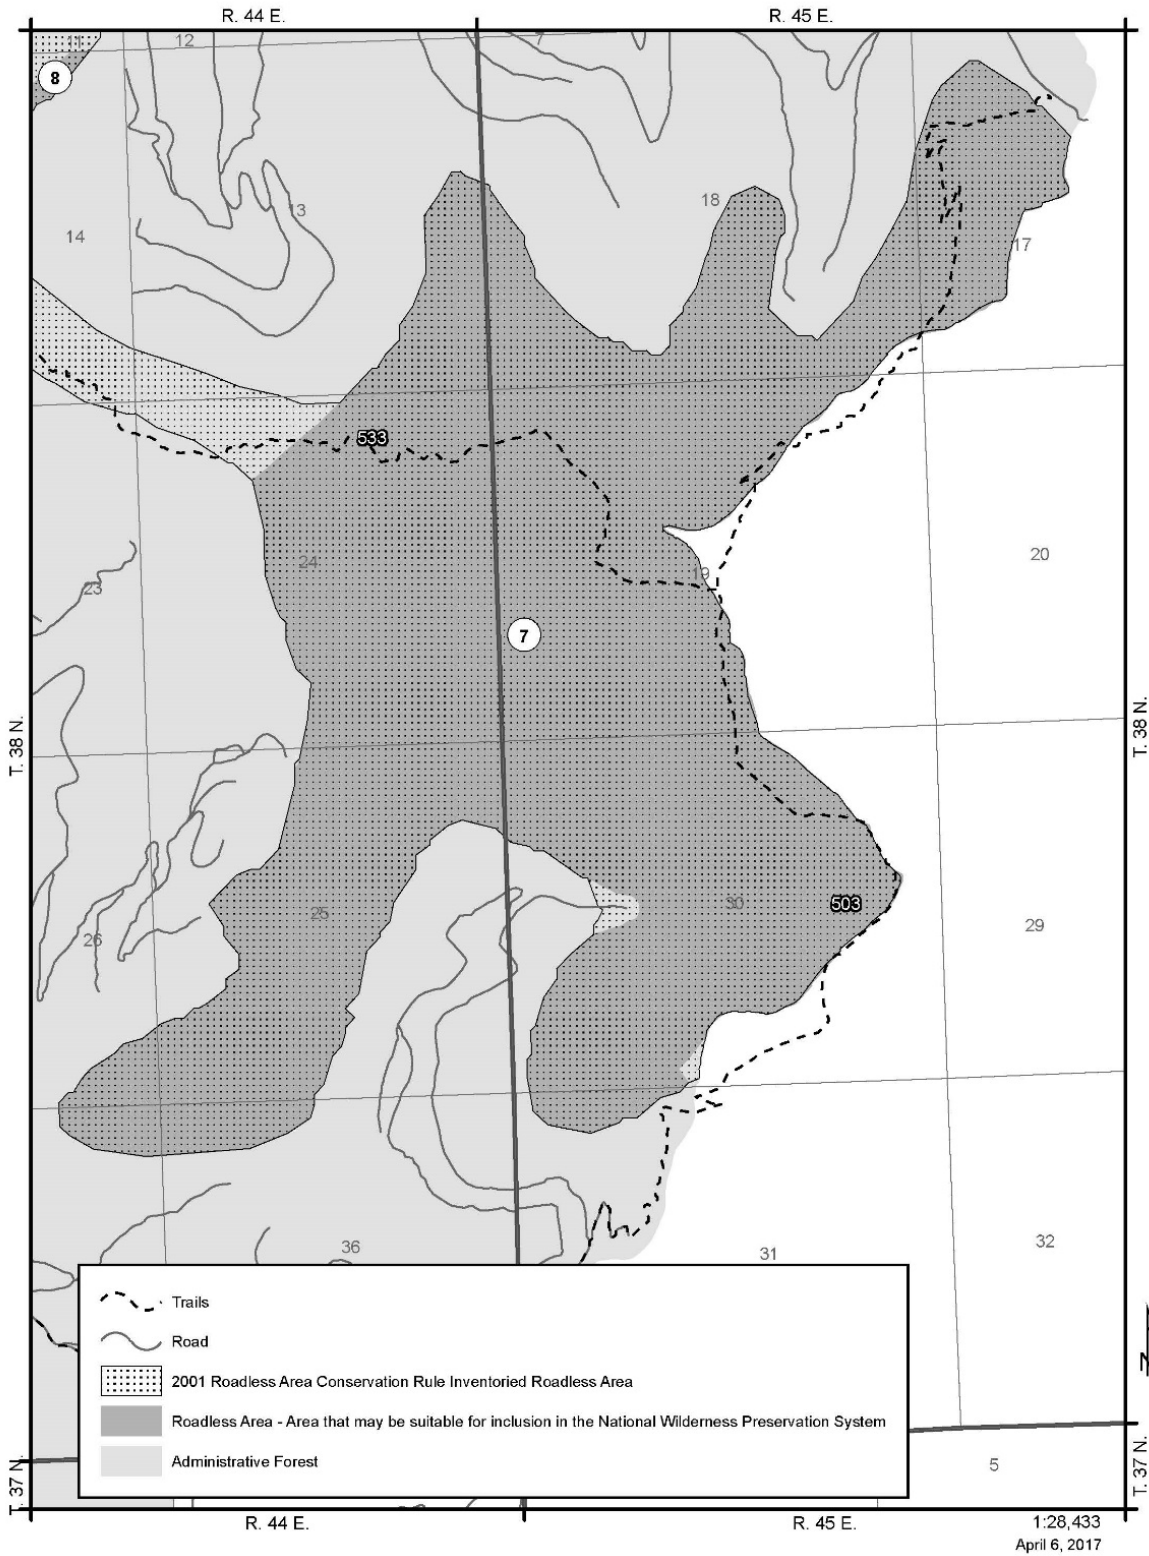 R. 44 E. R. 45 E.
11 12 7
8
13
18
14
17
533
24
19
20
23
7
T. 38 N. T. 38 N.
25 30 503
29
26
36 31 32
Trails
Road
2001 Roadless Area Conservation Rule Inventoried Roadless Area
Roadless Area - Area that may be suitable for inclusion in the National Wilderness Preservation System
Administrative Forest
5
T. 37 N. T. 37 N.
R. 44 E. R. 45 E. 1:28,433
April 6, 2017